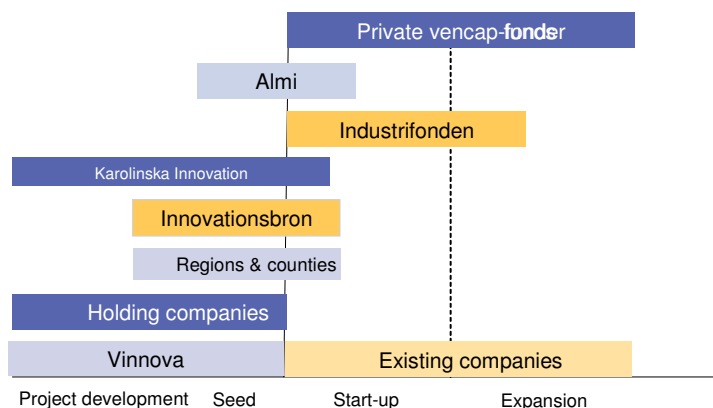 Private vencap-
Almi
Industrifonden
Karolinska Innovation
Innovationsbron
Regions & counties
Holding companies
Vinnova
Existing companies
Project development
Seed
Start-up
Expansion